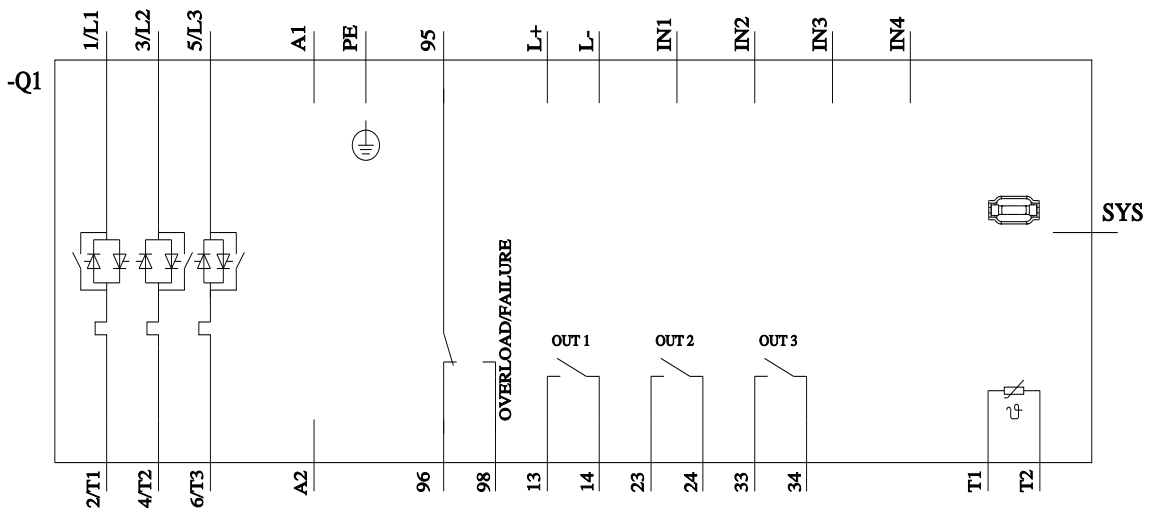 1/L1
3/L2
5/L3
A1
PE
95
L+
L-
IN1
IN2
IN3
IN4
-Q1
SYS
OVERLOAD/FAILURE
OUT 1
OUT 2
OUT 3
ϑ
2/T1
4/T2
6/T3
A2
96
98
13
14
23
24
33
34
T1
T2